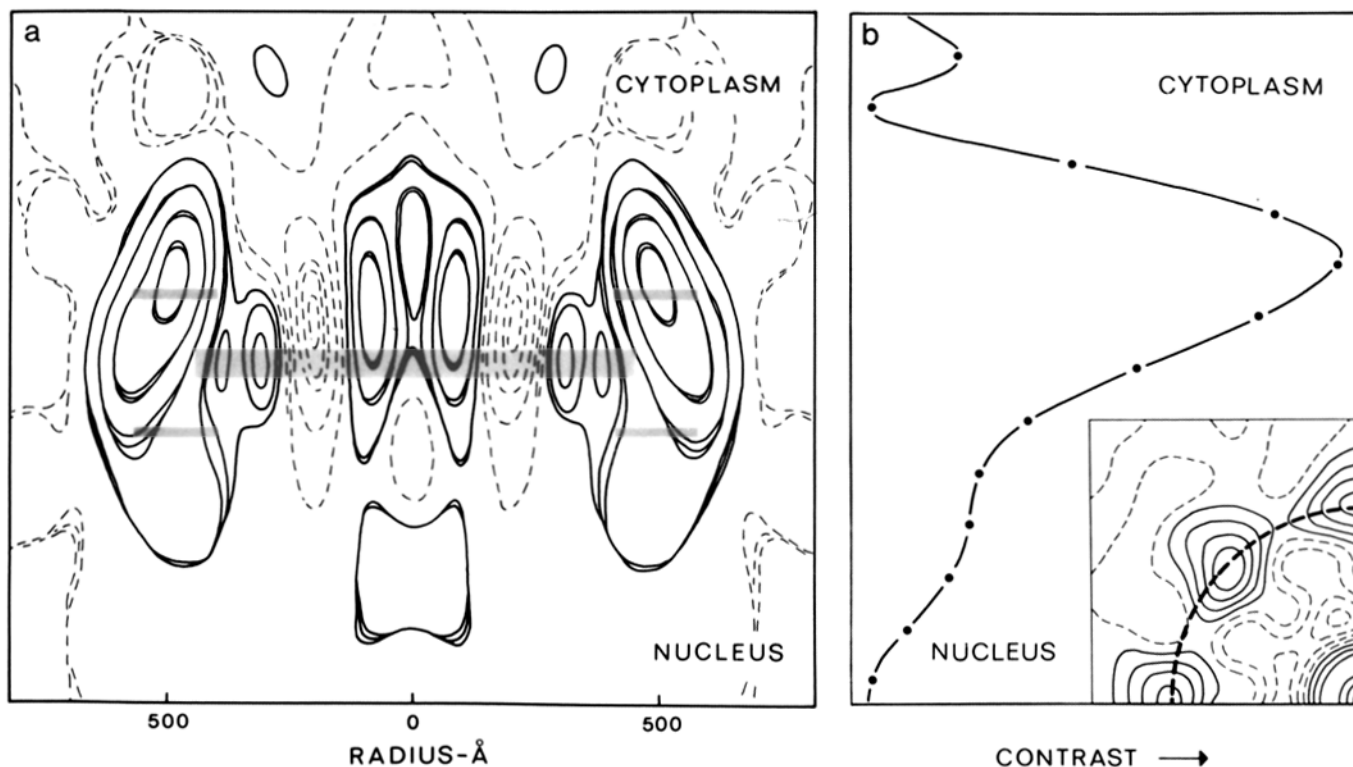 a
CYTOPLASM
NUCLEUS
500 0 500
RADIUS-Å
b
CYTOPLASM
NUCLEUS
CONTRAST →